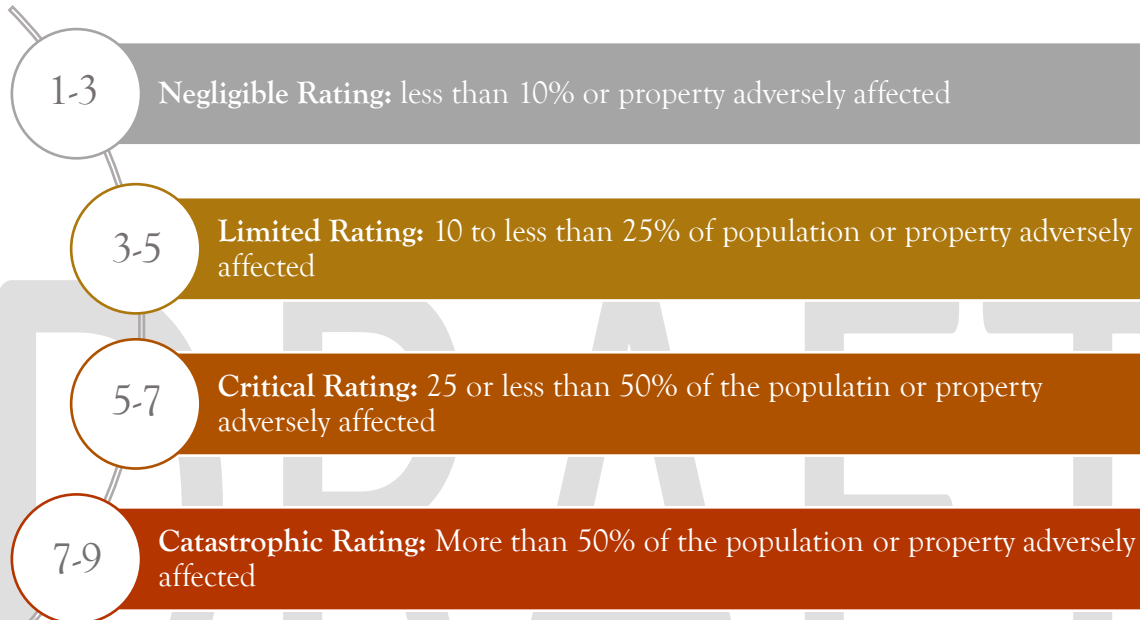 1-3
Negligible Rating: less than 10% or property adversely affected
3-5
Limited Rating: 10 to less than 25% of population or property adversely
affected
5-7
Critical Rating: 25 or less than 50% of the populatin or property
adversely affected
7-9
Catastrophic Rating: More than 50% of the population or property adversely
affected
DRAFT